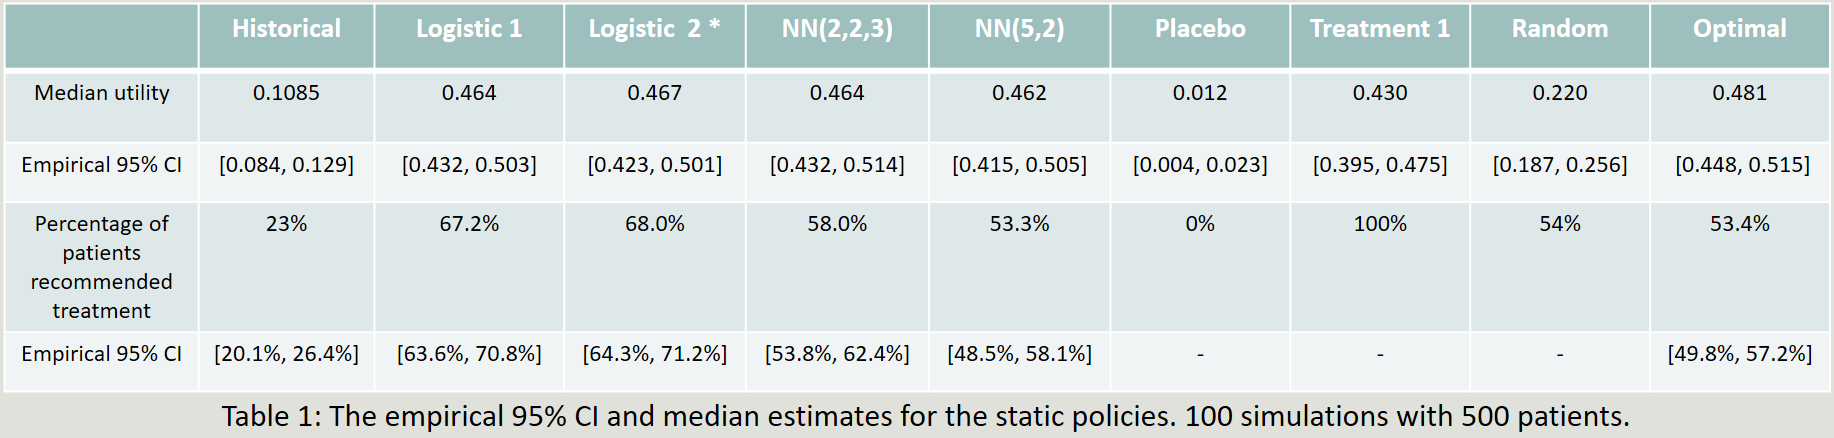 Historical Logistic 1 Logistic 2 * NN(2,2,3) NN(5,2) Placebo Treatment 1 Random Optimal
Median utility 0.1085 0.464 0.467 0.464 0.462 0.012 0.430 0.220 0.481
Empirical 95% CI [0.084, 0.129] [0.432, 0.503] [0.423, 0.501] [0.432, 0.514] [0.415, 0.505] [0.004, 0.023] [0.395, 0.475] [0.187, 0.256] [0.448, 0.515]
Percentage of 23% 67.2% 68.0% 58.0% 53.3% 0% 100% 54% 53.4%
patients
recommended
treatment
Empirical 95% CI [20.1%, 26.4%] [63.6%, 70.8%] [64.3%, 71.2%] [53.8%, 62.4%] [48.5%, 58.1%] - - - [49.8%, 57.2%]
Table 1: The empirical 95% CI and median estimates for the static policies. 100 simulations with 500 patients.